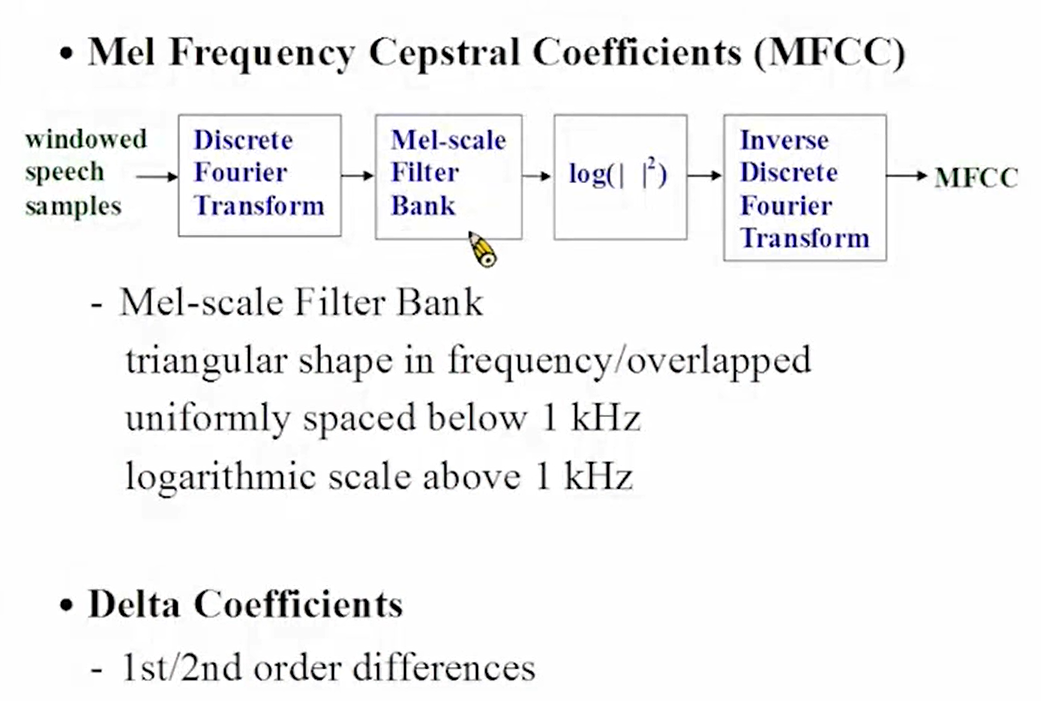 • Mel Frequency Cepstral Coefficients (MFCC)
windowed
speech
samples
Discrete
Fourier
Transform
Mel-scale
Filter
Bank
log(| |²)
Inverse
Discrete
Fourier
Transform
MFCC
- Mel-scale Filter Bank
triangular shape in frequency/overlapped
uniformly spaced below 1 kHz
logarithmic scale above 1 kHz
• Delta Coefficients
- 1st/2nd order differences